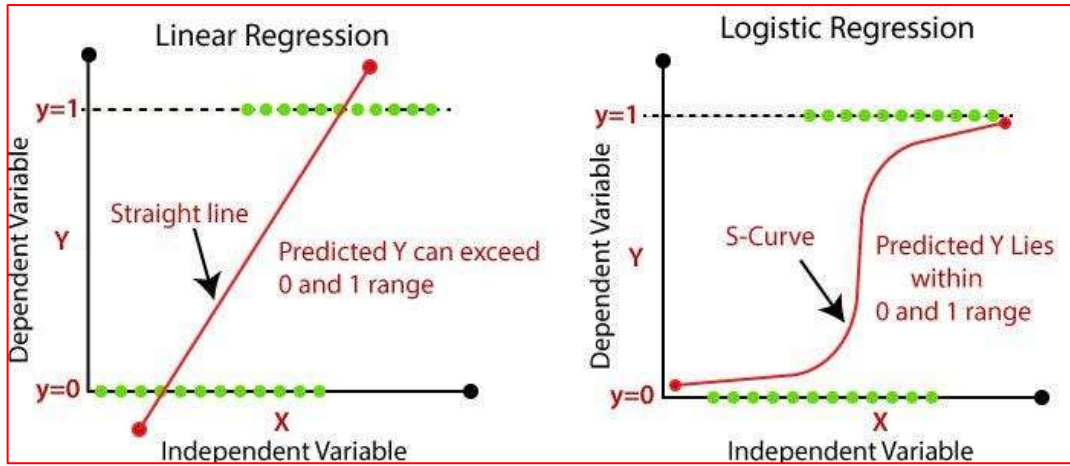 Linear Regression
y=1
Dependent Variable
Y
Straight line
Predicted Y can exceed
0 and 1 range
y=0
X
Independent Variable
Logistic Regression
y=1
Dependent Variable
Y
S-Curve
Predicted Y Lies
within
0 and 1 range
y=0
X
Independent Variable